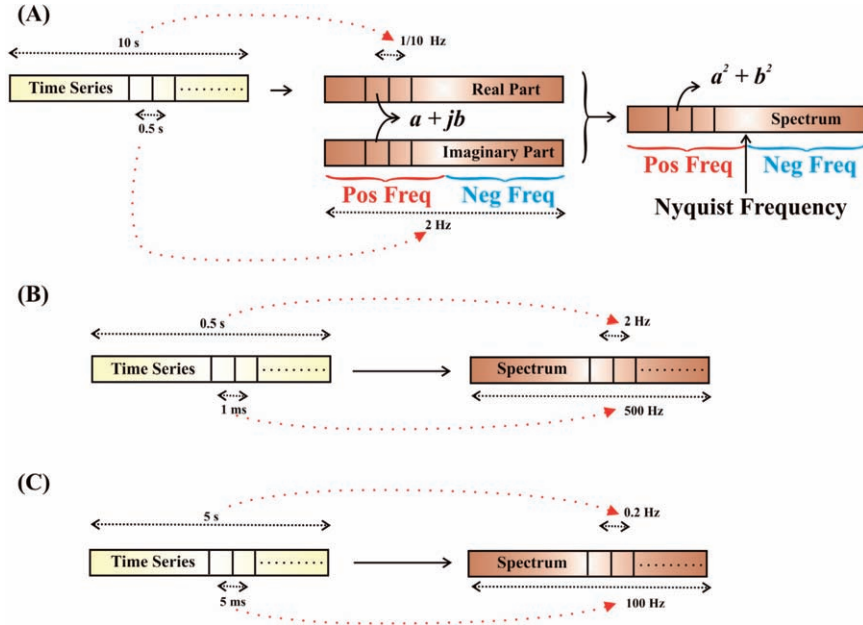 (A)
10 s
1/10 Hz
Time Series
0.5 s
Real Part
a + jb
Imaginary Part
Pos Freq
Neg Freq
2 Hz
a² + b²
Spectrum
Pos Freq
Neg Freq
Nyquist Frequency
(B)
0.5 s
2 Hz
Time Series
Spectrum
1 ms
500 Hz
(C)
5 s
0.2 Hz
Time Series
Spectrum
5 ms
100 Hz